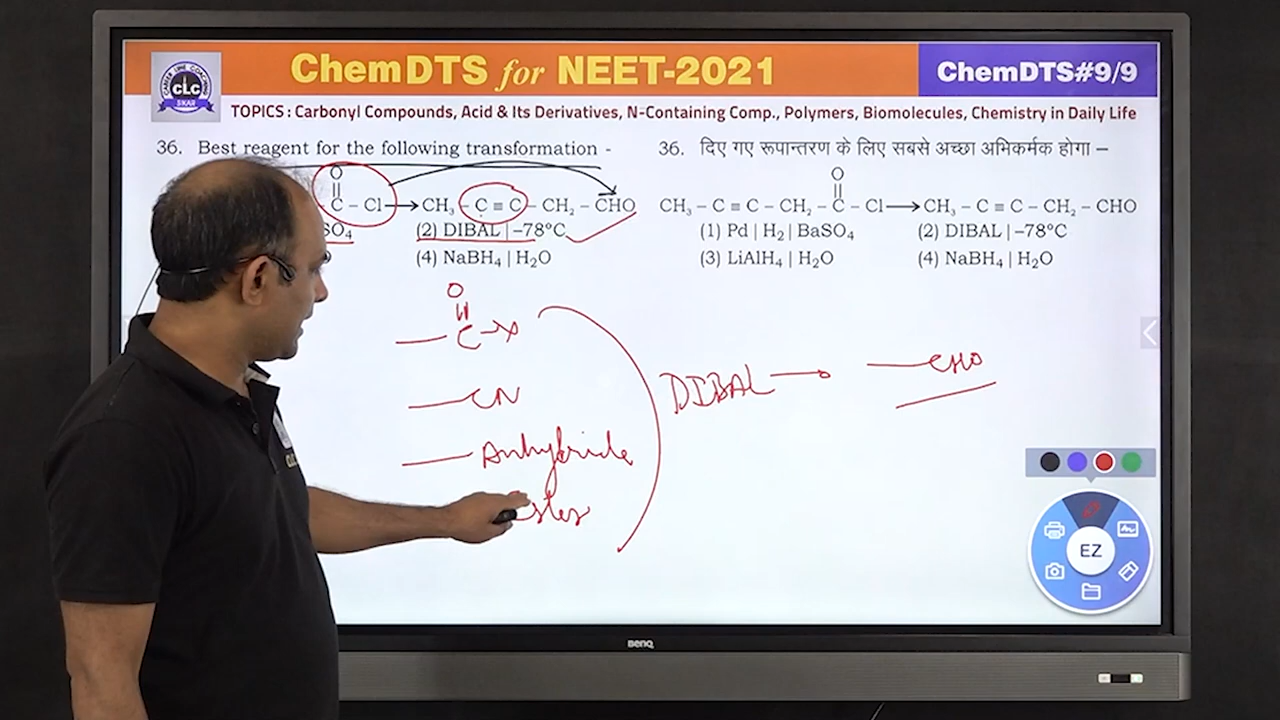 ChemDTS for NEET-2021
ChemDTS#9/9
CLC
SIKAR
TOPICS : Carbonyl Compounds, Acid & Its Derivatives, N-Containing Comp., Polymers, Biomolecules, Chemistry in Daily Life
36. Best reagent for the following transformation -
O
C – Cl ⟶ CH₃ – C ≡ C – CH₂ – CHO
SO₄ (2) DIBAL | –78°C
(4) NaBH₄ | H₂O
36. दिए गए रूपान्तरण के लिए सबसे अच्छा अभिकर्मक होगा –
O
CH₃ – C ≡ C – CH₂ – C – Cl ⟶ CH₃ – C ≡ C – CH₂ – CHO
(1) Pd | H₂ | BaSO₄ (2) DIBAL | –78°C
(3) LiAlH₄ | H₂O (4) NaBH₄ | H₂O
O
— C – X
— CN
— Anhydride
DIBAL → — CHO
EZ
BenQ